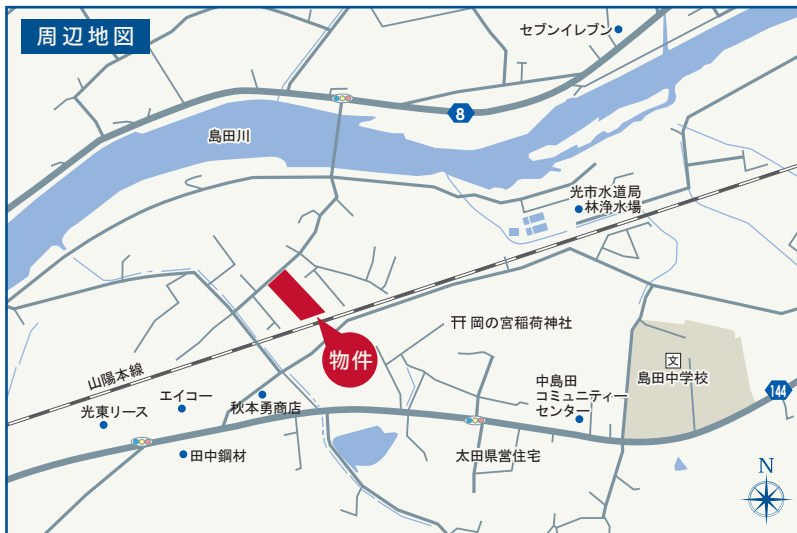 周辺地図
セブンイレブン
8
島田川
光市水道局
林浄水場
岡の宮稲荷神社
物件
山陽本線
文
島田中学校
エイコー
光東リース
秋本勇商店
中島田
コミュニティー
センター
144
田中鋼材
太田県営住宅
N